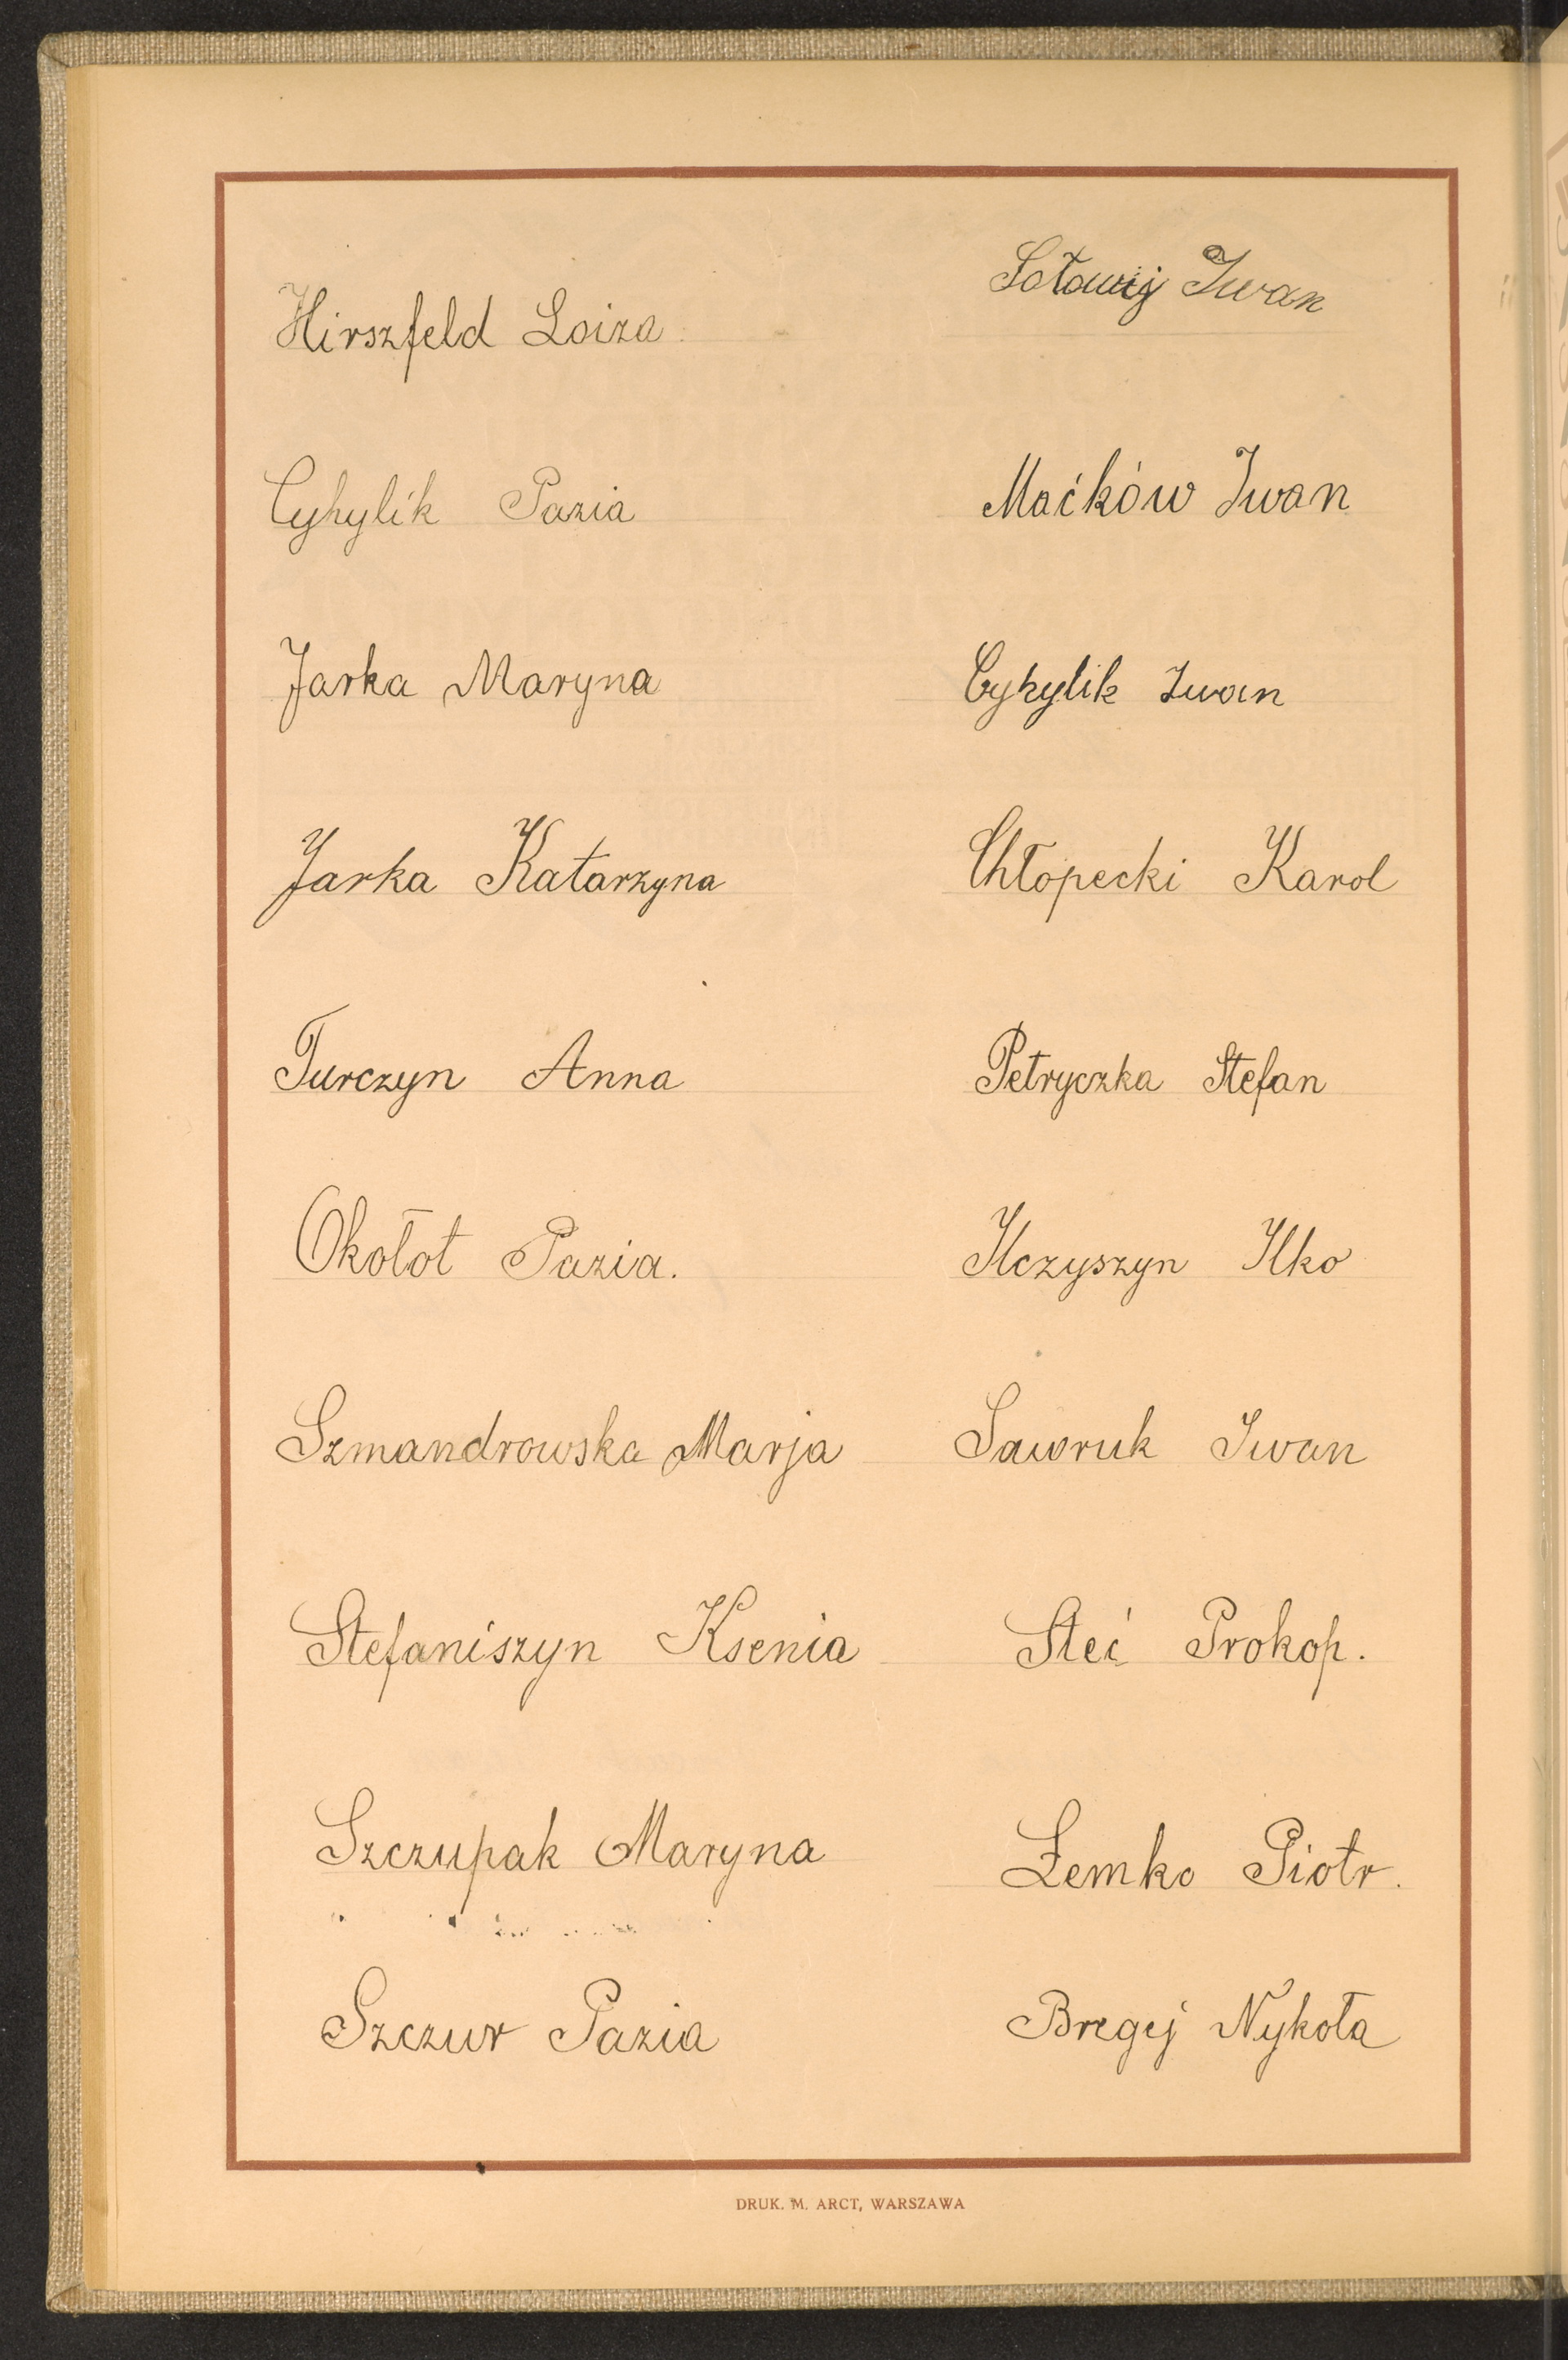 Hirszfeld Loiza
Cyhylik Pazia
Jarka Maryna
Jarka Katarzyna
Turczyn Anna
Okołot Pazia.
Szmandrowska Marja
Stefaniszyn Ksenia
Szczupak Maryna
Szczur Pazia
Sołowij Iwan
Maćków Iwan
Cyhylik Iwan
Chłopecki Karol
Petryczka Stefan
Ilczyszyn Ilko
Sawruk Iwan
Steć Prokop.
Łemko Piotr.
Bregej Nykoła
DRUK. M. ARCT, WARSZAWA